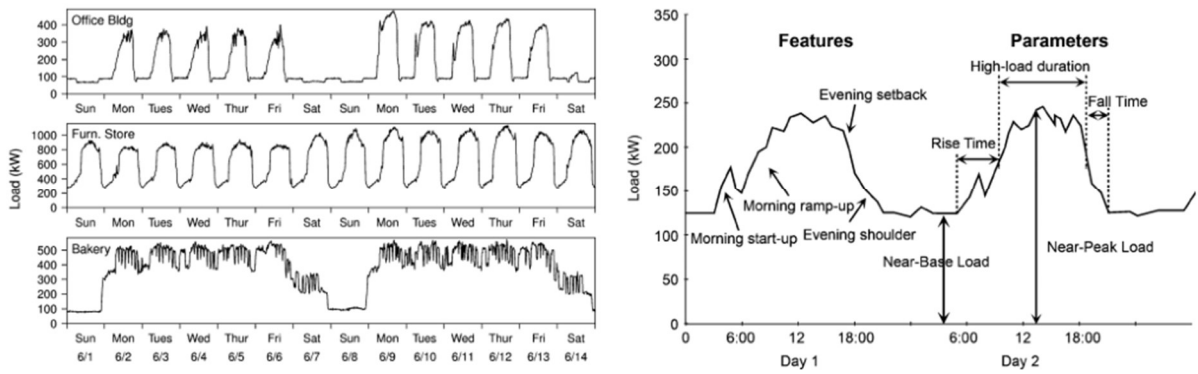 Office Bldg
400
300
200
100
0
Sun Mon Tues Wed Thur Fri Sat Sun Mon Tues Wed Thur Fri Sat
Furn. Store
1000
800
600
400
200
0
Sun Mon Tues Wed Thur Fri Sat Sun Mon Tues Wed Thur Fri Sat
Load (kW)
Bakery
500
400
300
200
100
0
Sun Mon Tues Wed Thur Fri Sat Sun Mon Tues Wed Thur Fri Sat
6/1 6/2 6/3 6/4 6/5 6/6 6/7 6/8 6/9 6/10 6/11 6/12 6/13 6/14
Load (kW)
350
300
250
200
150
100
50
0
Features
Evening setback
Morning ramp-up
Morning start-up
Evening shoulder
Parameters
High-load duration
Fall Time
Rise Time
Near-Base Load
Near-Peak Load
0 6:00 12 18:00 6:00 12 18:00
Day 1 Day 2